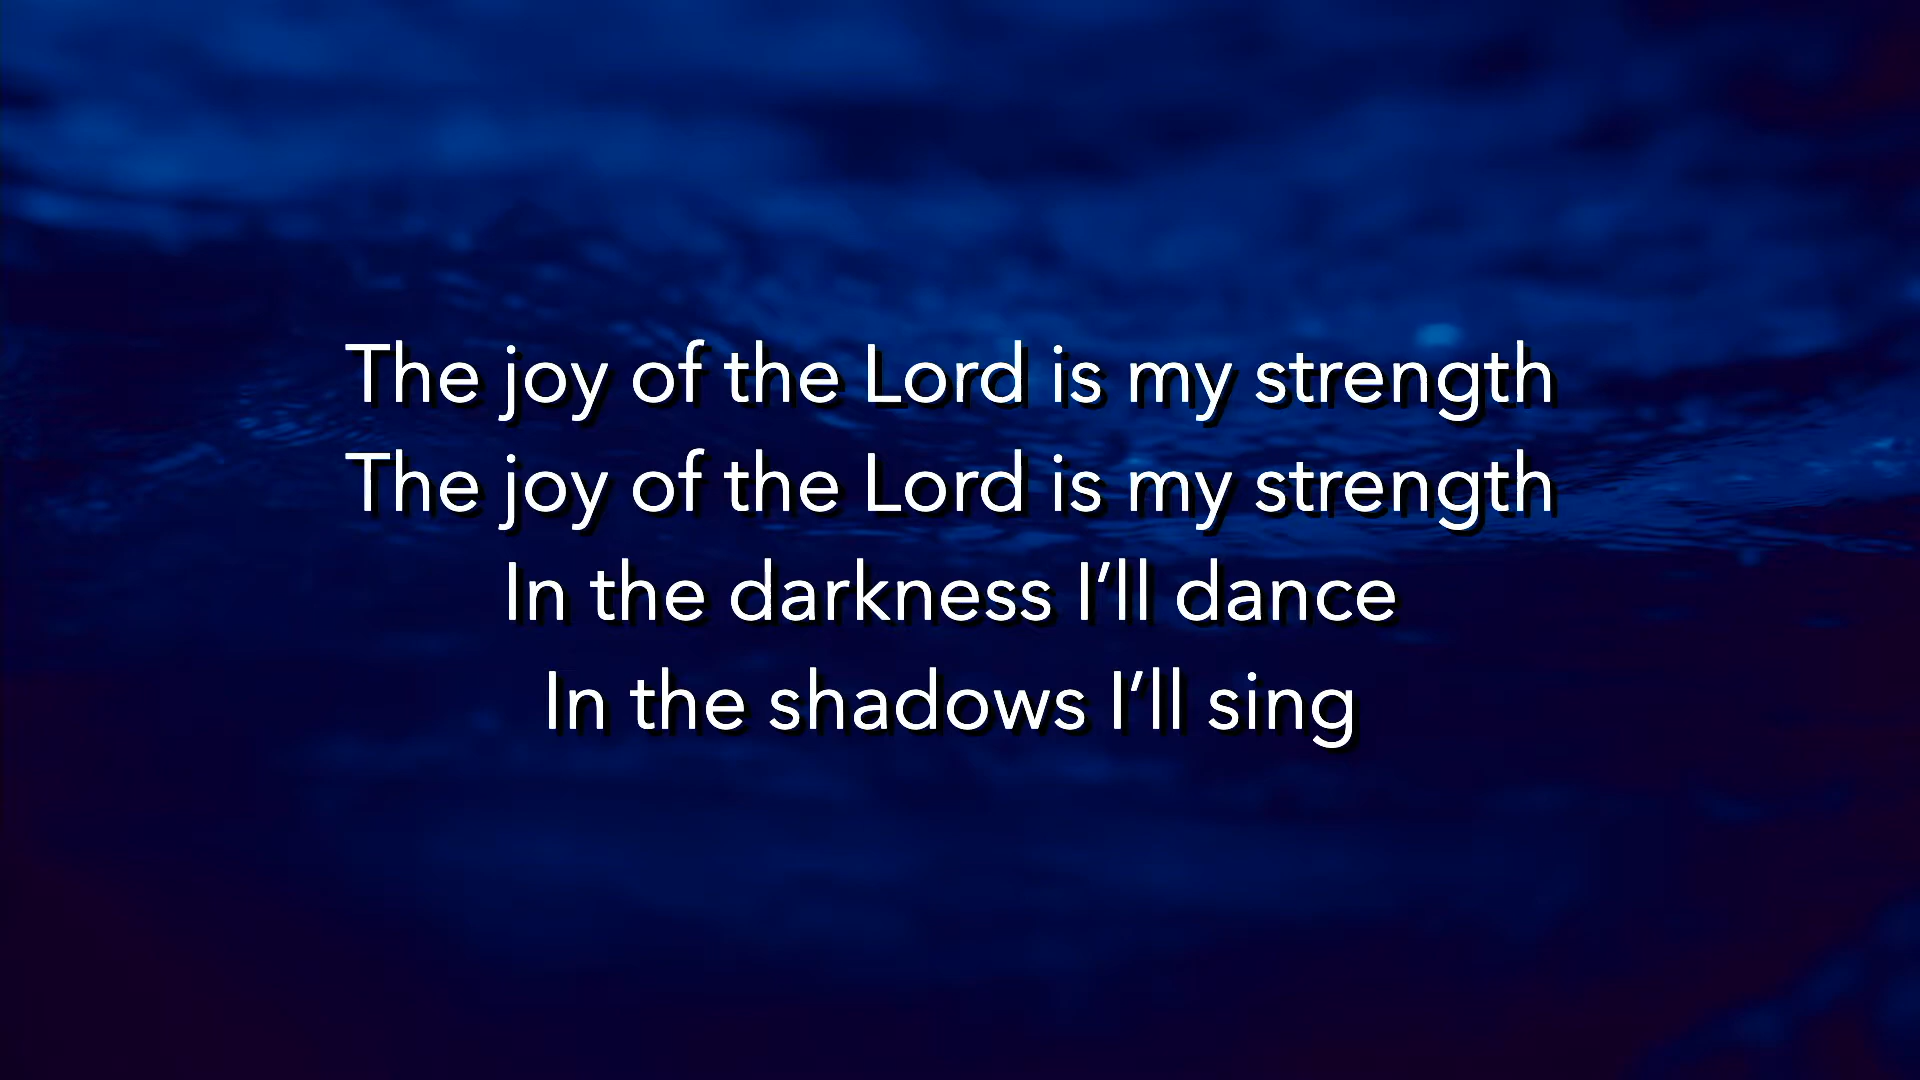 The joy of the Lord is my strength
The joy of the Lord is my strength
In the darkness I’ll dance
In the shadows I’ll sing